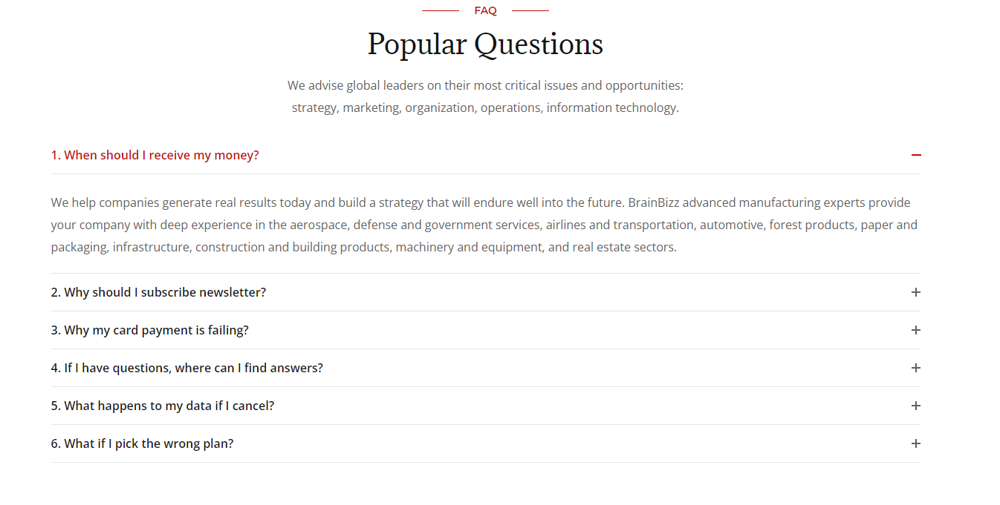 FAQ
Popular Questions
We advise global leaders on their most critical issues and opportunities:
strategy, marketing, organization, operations, information technology.
1. When should I receive my money?
We help companies generate real results today and build a strategy that will endure well into the future. BrainBizz advanced manufacturing experts provide
your company with deep experience in the aerospace, defense and government services, airlines and transportation, automotive, forest products, paper and
packaging, infrastructure, construction and building products, machinery and equipment, and real estate sectors.
2. Why should I subscribe newsletter?
3. Why my card payment is failing?
4. If I have questions, where can I find answers?
5. What happens to my data if I cancel?
6. What if I pick the wrong plan?